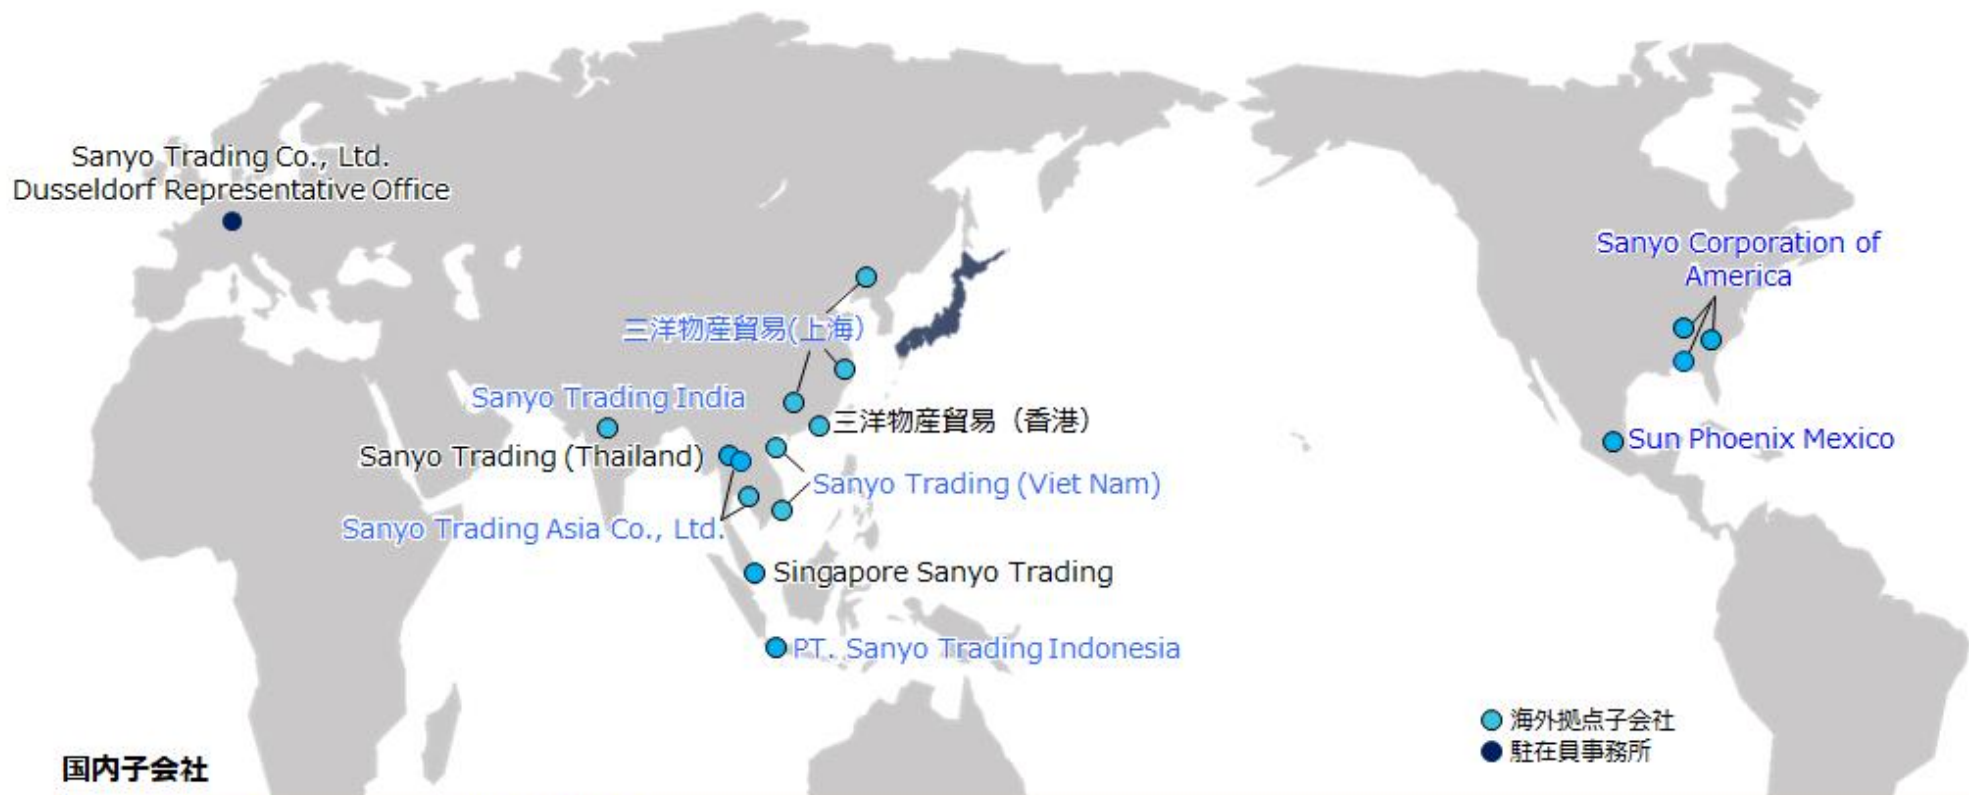 Sanyo Trading Co., Ltd.
Dusseldorf Representative Office
Sanyo Corporation of
America
三洋物産貿易(上海）
Sanyo Trading India
三洋物産貿易（香港）
Sun Phoenix Mexico
Sanyo Trading (Thailand)
Sanyo Trading (Viet Nam)
Sanyo Trading Asia Co., Ltd.
Singapore Sanyo Trading
PT. Sanyo Trading Indonesia
海外拠点子会社
駐在員事務所
国内子会社